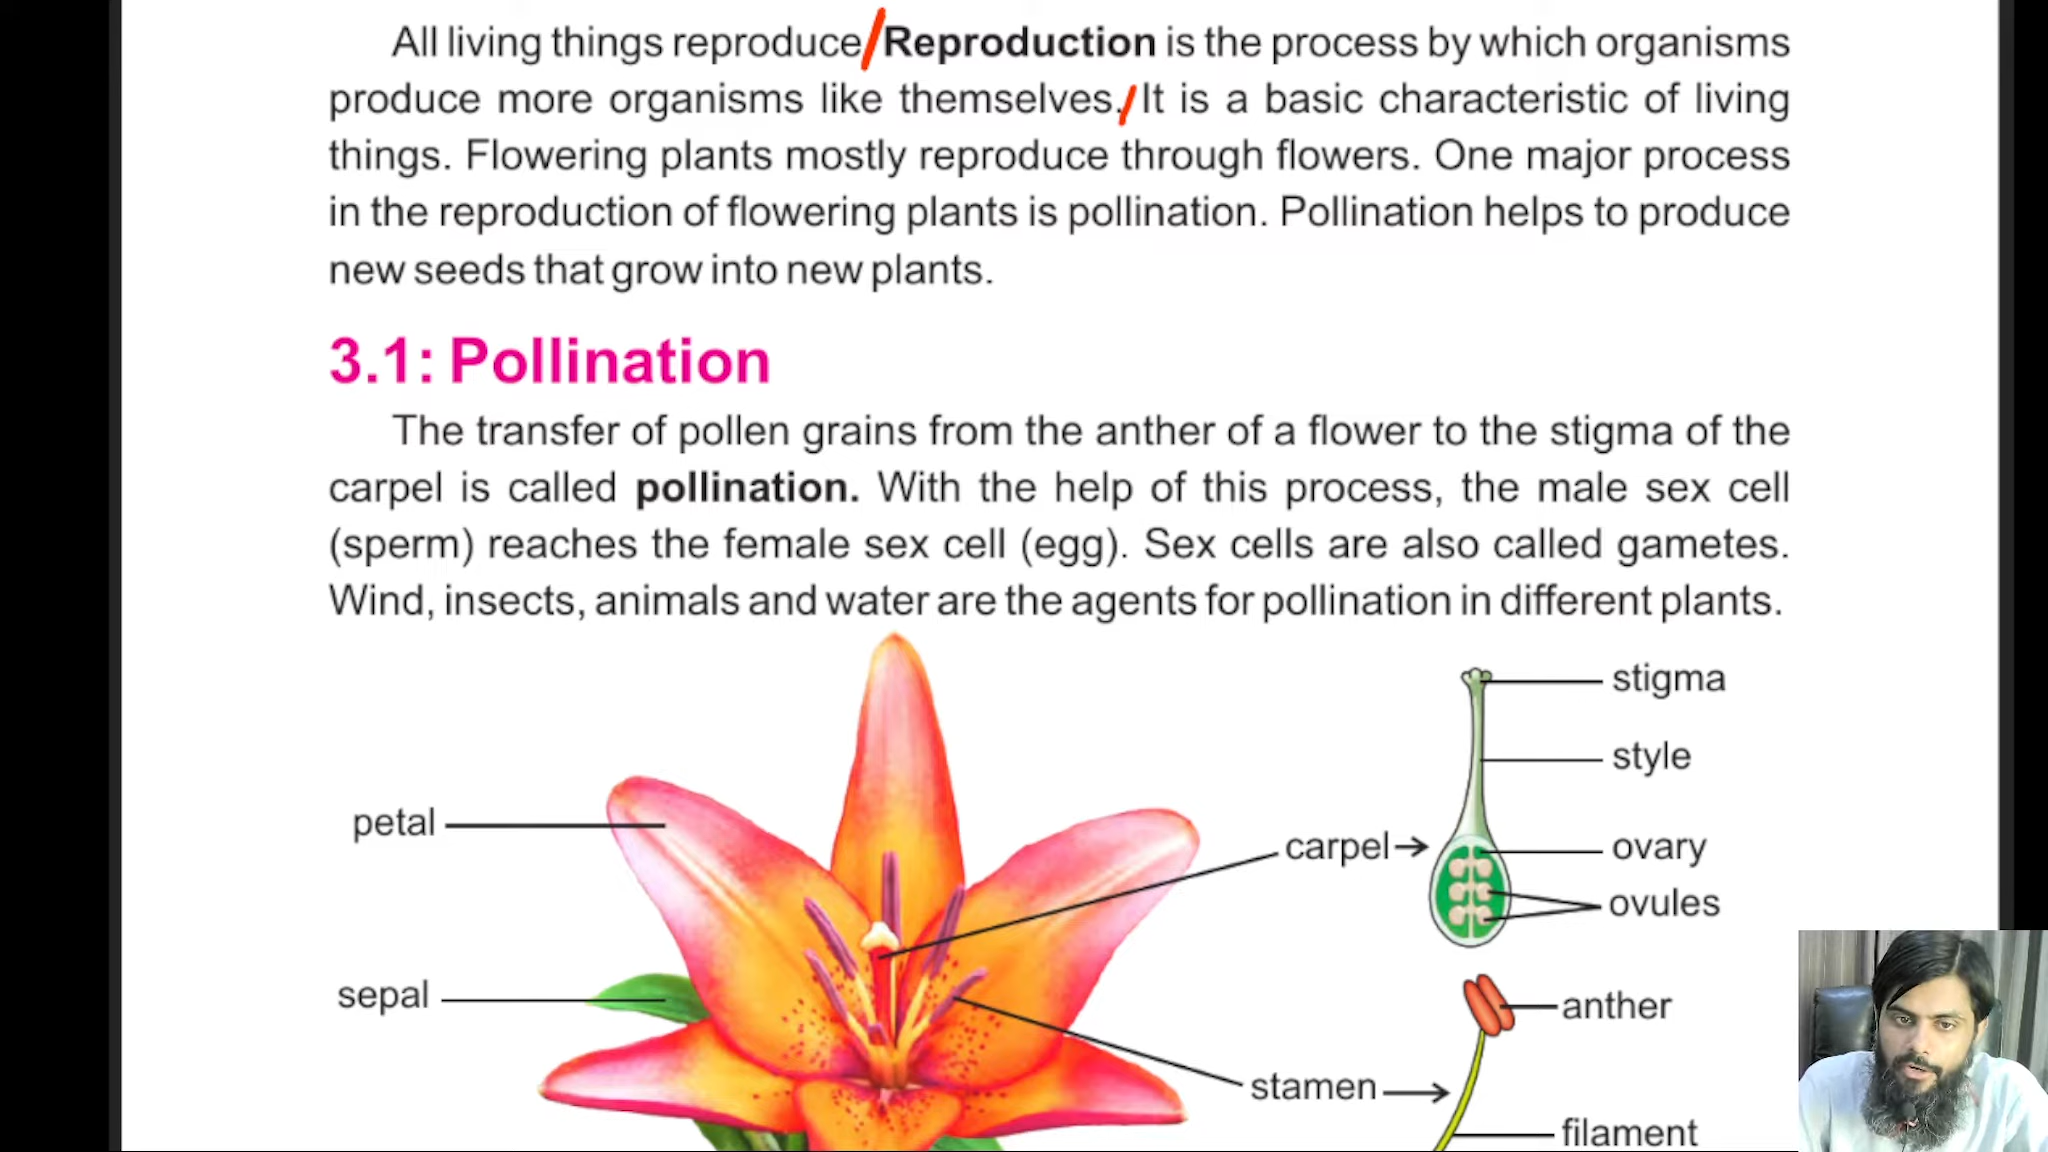 All living things reproduce Reproduction is the process by which organisms
produce more organisms like themselves. It is a basic characteristic of living
things. Flowering plants mostly reproduce through flowers. One major process
in the reproduction of flowering plants is pollination. Pollination helps to produce
new seeds that grow into new plants.
3.1: Pollination
The transfer of pollen grains from the anther of a flower to the stigma of the
carpel is called pollination. With the help of this process, the male sex cell
(sperm) reaches the female sex cell (egg). Sex cells are also called gametes.
Wind, insects, animals and water are the agents for pollination in different plants.
stigma
style
petal
carpel
ovary
ovules
sepal
anther
stamen
filament